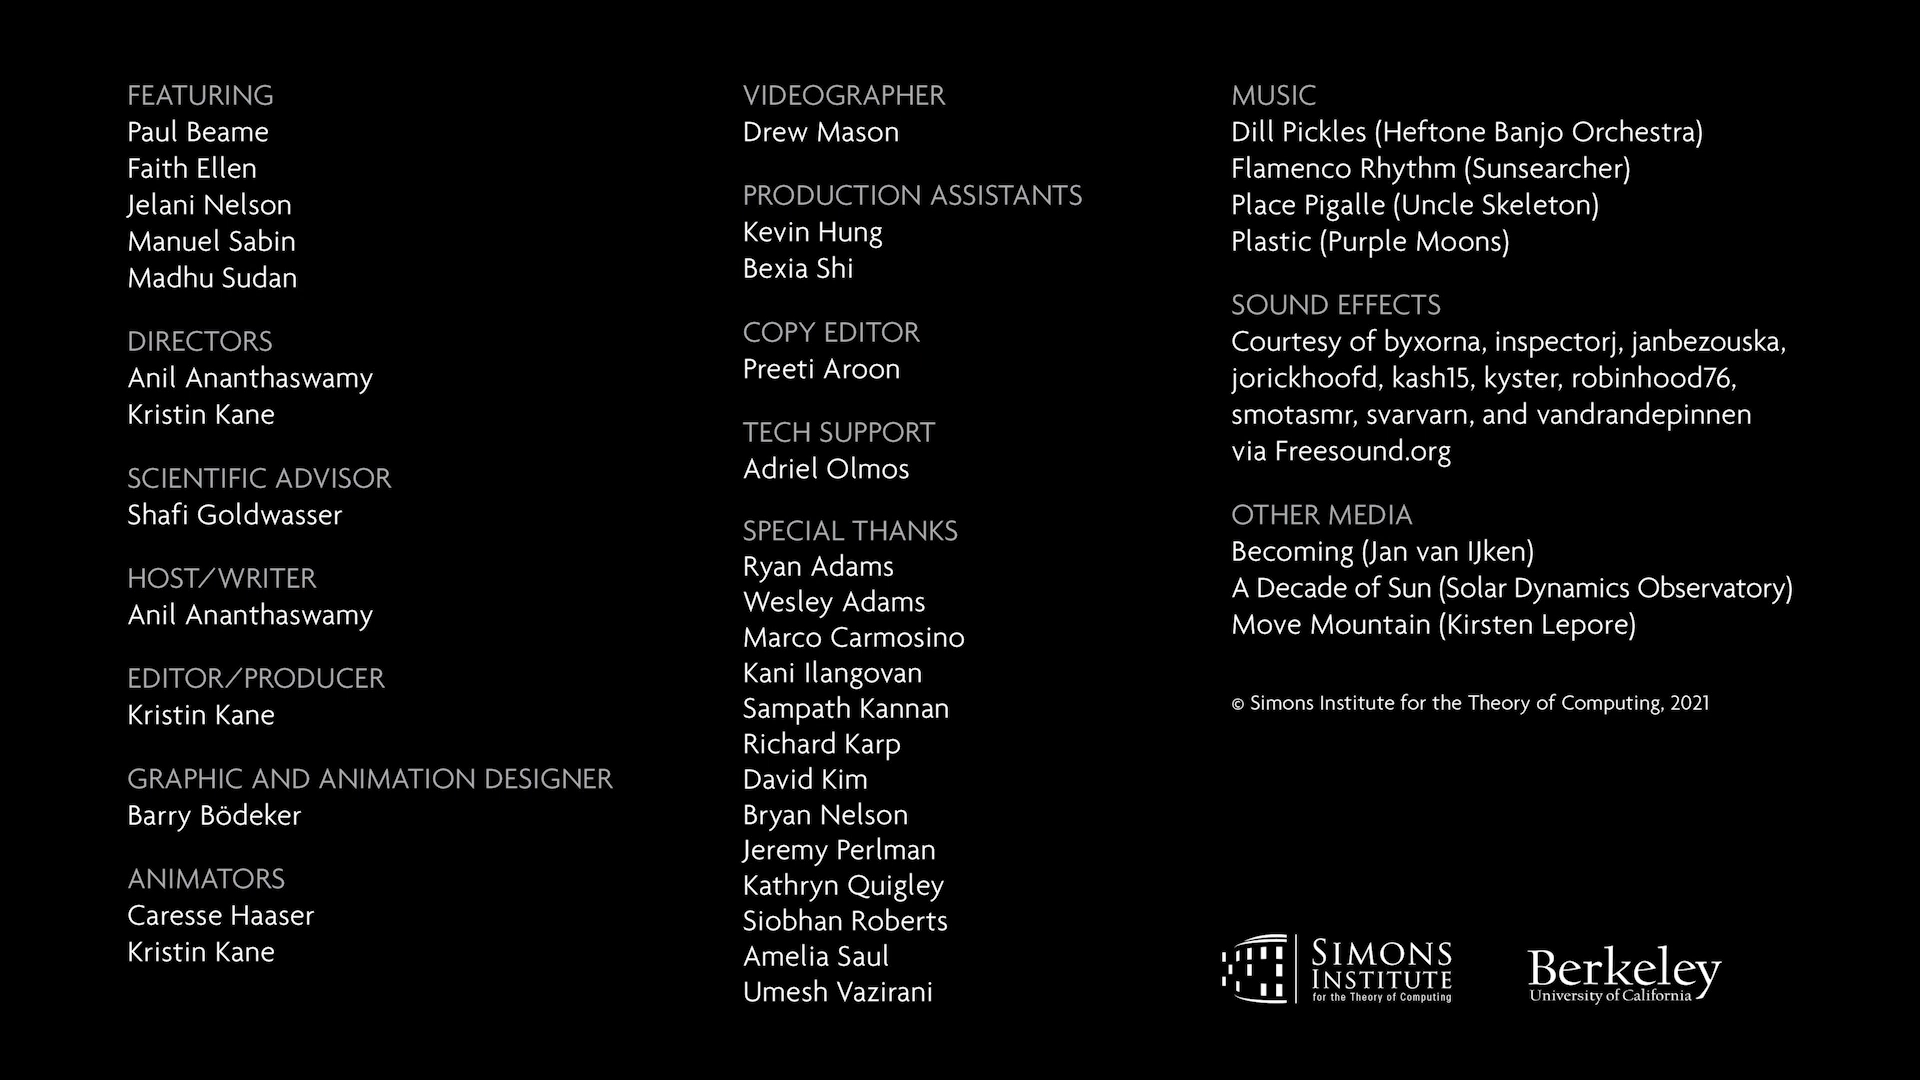 FEATURING
Paul Beame
Faith Ellen
Jelani Nelson
Manuel Sabin
Madhu Sudan
DIRECTORS
Anil Ananthaswamy
Kristin Kane
SCIENTIFIC ADVISOR
Shafi Goldwasser
HOST/WRITER
Anil Ananthaswamy
EDITOR/PRODUCER
Kristin Kane
GRAPHIC AND ANIMATION DESIGNER
Barry Bödeker
ANIMATORS
Caresse Haaser
Kristin Kane
VIDEOGRAPHER
Drew Mason
PRODUCTION ASSISTANTS
Kevin Hung
Bexia Shi
COPY EDITOR
Preeti Aroon
TECH SUPPORT
Adriel Olmos
SPECIAL THANKS
Ryan Adams
Wesley Adams
Marco Carmosino
Kani Ilangovan
Sampath Kannan
Richard Karp
David Kim
Bryan Nelson
Jeremy Perlman
Kathryn Quigley
Siobhan Roberts
Amelia Saul
Umesh Vazirani
MUSIC
Dill Pickles (Heftone Banjo Orchestra)
Flamenco Rhythm (Sunsearcher)
Place Pigalle (Uncle Skeleton)
Plastic (Purple Moons)
SOUND EFFECTS
Courtesy of byxorna, inspectorj, janbezouska,
jorickhoofd, kash15, kyster, robinhood76,
smotasmr, svarvarn, and vandrandepinnen
via Freesound.org
OTHER MEDIA
Becoming (Jan van IJken)
A Decade of Sun (Solar Dynamics Observatory)
Move Mountain (Kirsten Lepore)
© Simons Institute for the Theory of Computing, 2021
SIMONS
INSTITUTE
for the Theory of Computing
Berkeley
University of California